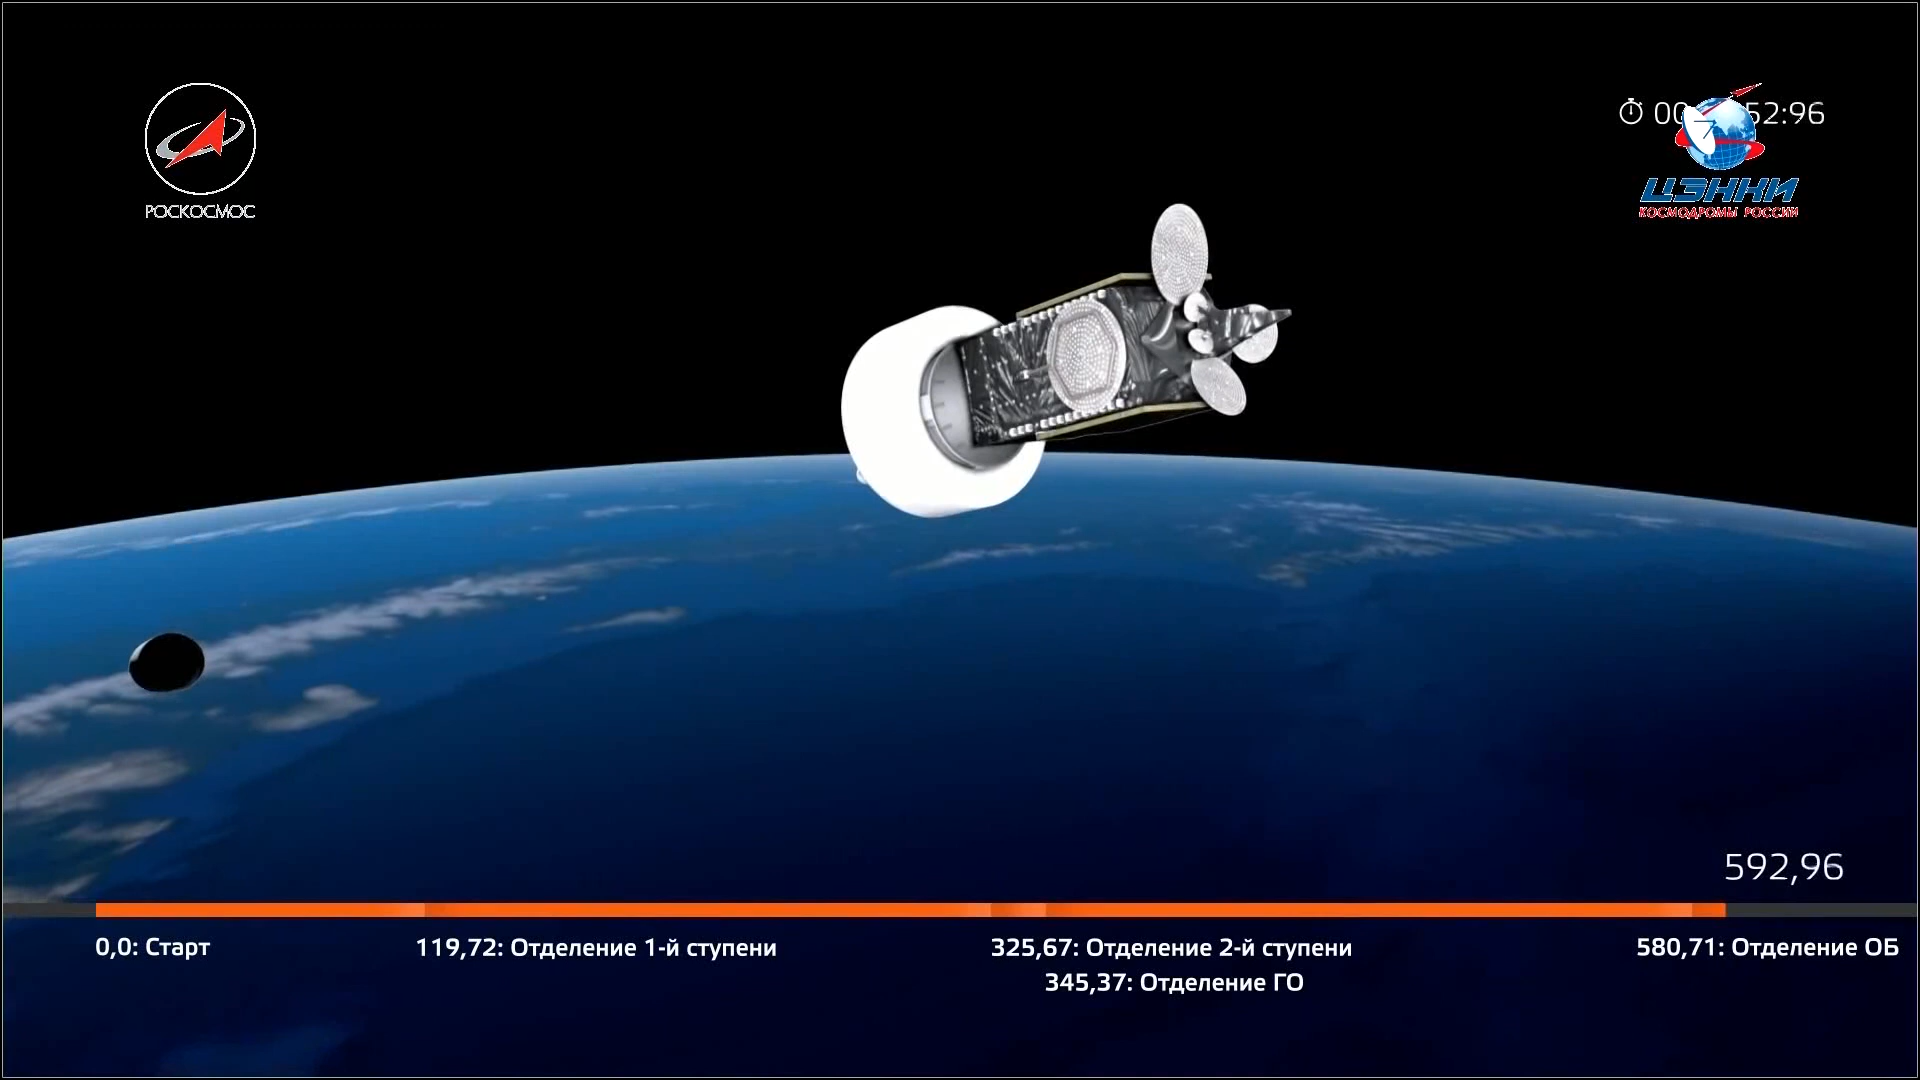 РОСКОСМОС
ЦЭНКИ
КОСМОДРОМЫ РОССИИ
592,96
0,0: Старт
119,72: Отделение 1-й ступени
325,67: Отделение 2-й ступени
580,71: Отделение ОБ
345,37: Отделение ГО